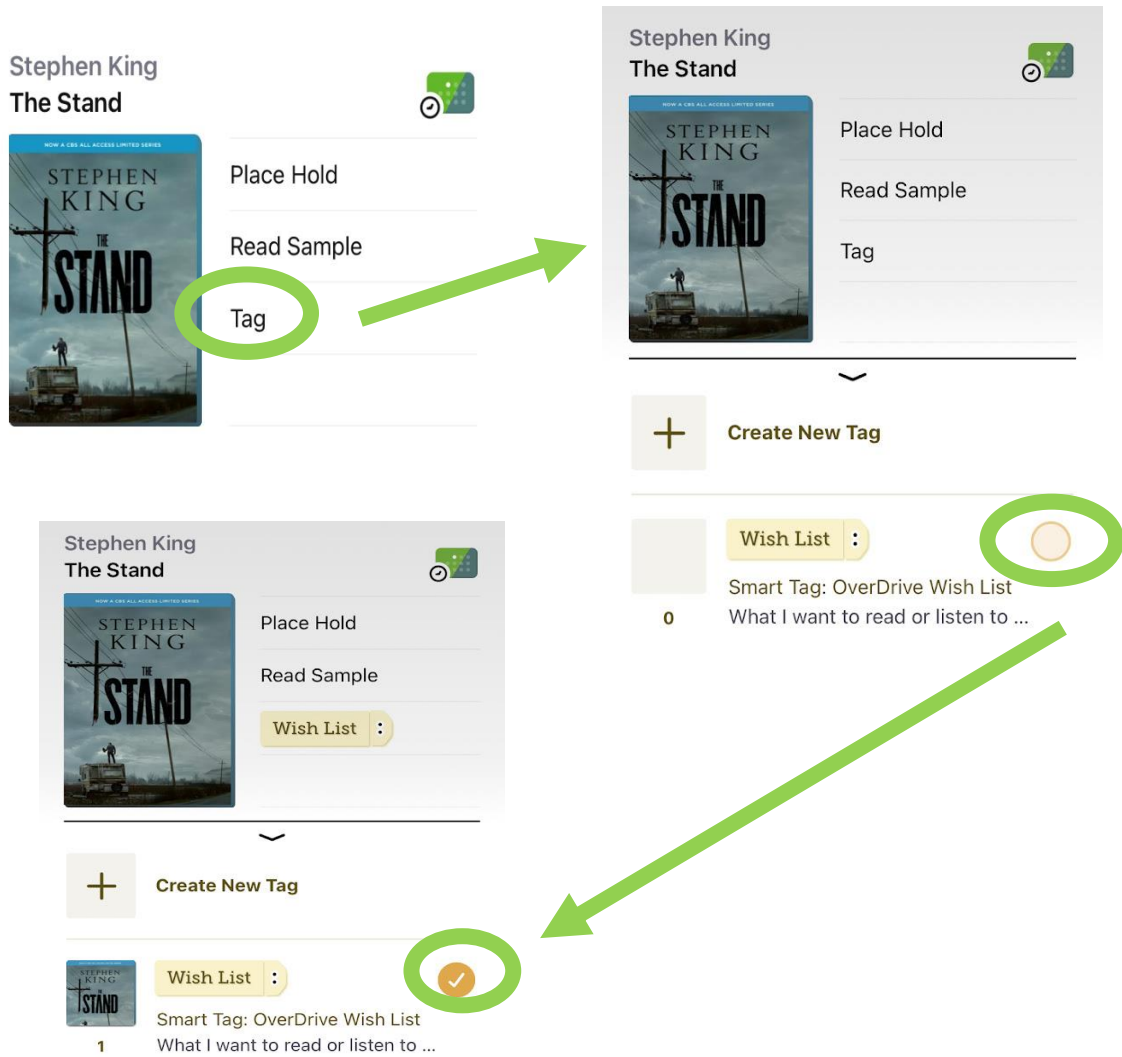 Stephen King
The Stand
NOW A CBS ALL ACCESS LIMITED SERIES
STEPHEN
KING
THE
STAND
Place Hold
Read Sample
Tag
Stephen King
The Stand
NOW A CBS ALL ACCESS LIMITED SERIES
STEPHEN
KING
THE
STAND
Place Hold
Read Sample
Tag
+ Create New Tag
Wish List :
Smart Tag: OverDrive Wish List
0 What I want to read or listen to ...
Stephen King
The Stand
NOW A CBS ALL ACCESS LIMITED SERIES
STEPHEN
KING
THE
STAND
Place Hold
Read Sample
Wish List :
+ Create New Tag
STEPHEN
KING
STAND
Wish List :
Smart Tag: OverDrive Wish List
1 What I want to read or listen to ...